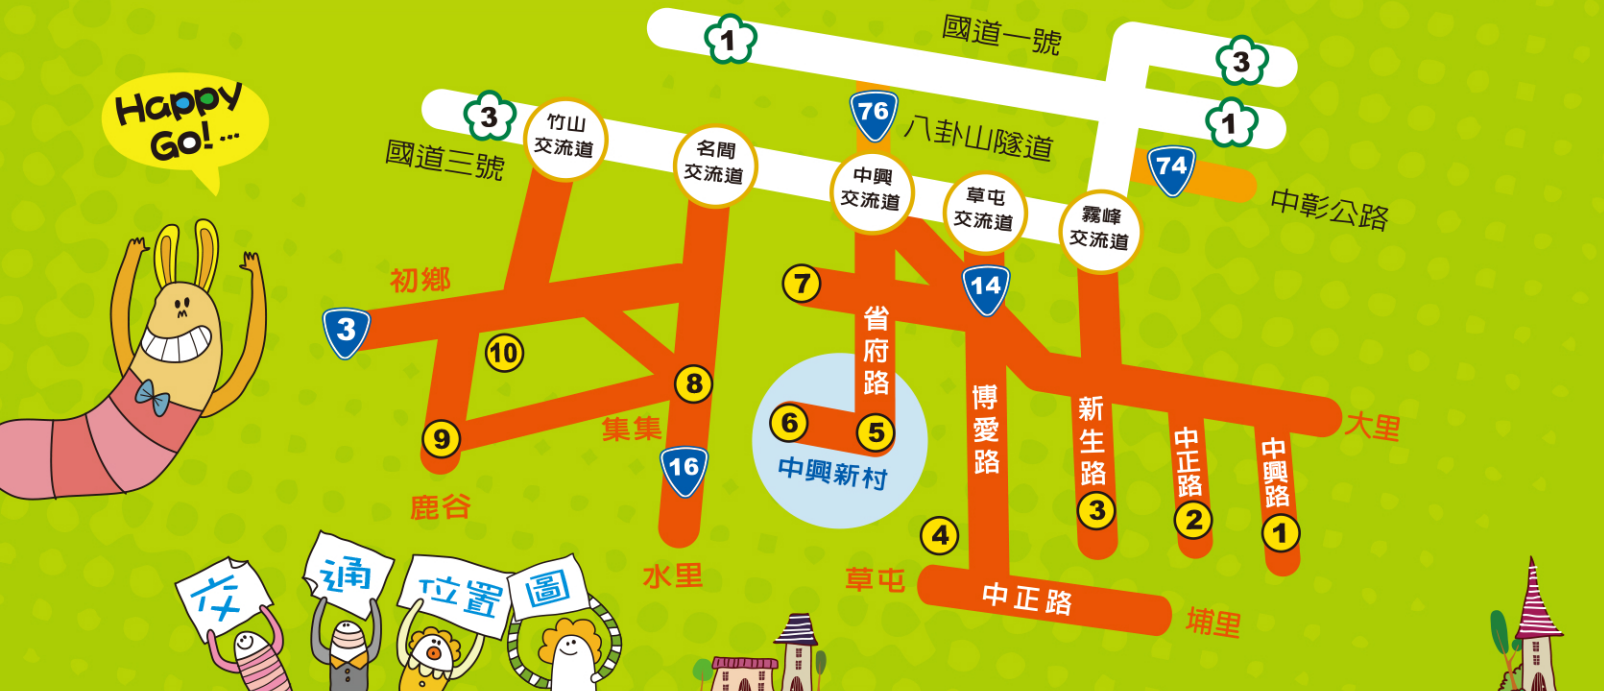 國道一號
1
3
Happy
Go!...
3
竹山
交流道
76
八卦山隧道
1
國道三號
名間
交流道
中興
交流道
草屯
交流道
霧峰
交流道
74
中彰公路
初鄉
3
10
7
14
省府路
8
集集
9
16
鹿谷
水里
6
5
中興新村
博愛路
新生路
3
中正路
2
中興路
1
大里
4
草屯
中正路
埔里
交通位置圖